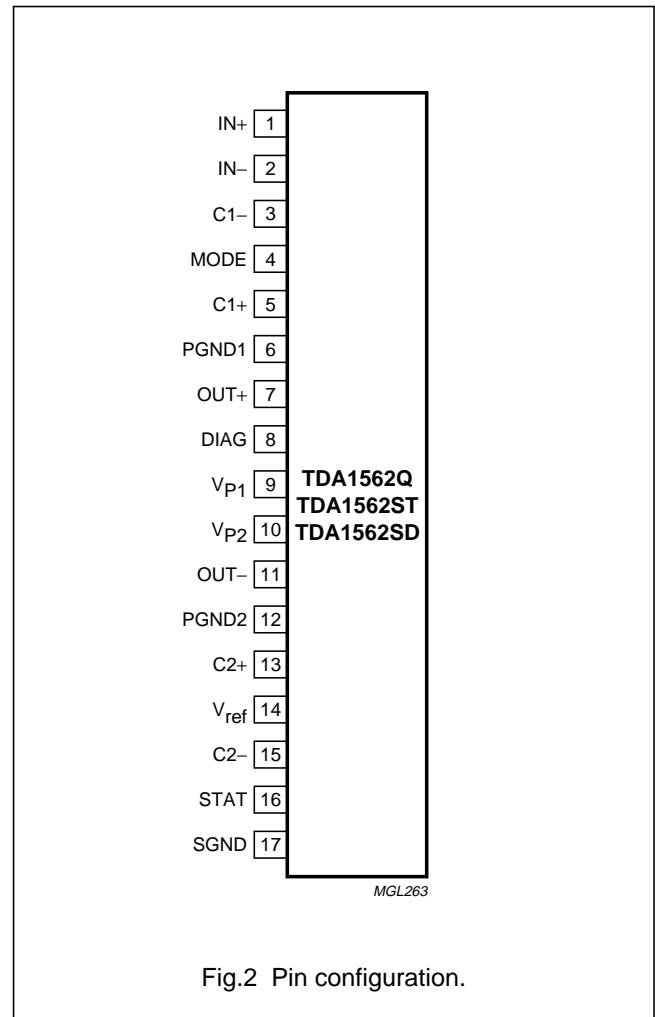 IN+ 1
IN− 2
C1− 3
MODE 4
C1+ 5
PGND1 6
OUT+ 7
DIAG 8
VP1 9
VP2 10
OUT− 11
PGND2 12
C2+ 13
Vref 14
C2− 15
STAT 16
SGND 17
TDA1562Q
TDA1562ST
TDA1562SD
MGL263
Fig.2 Pin configuration.